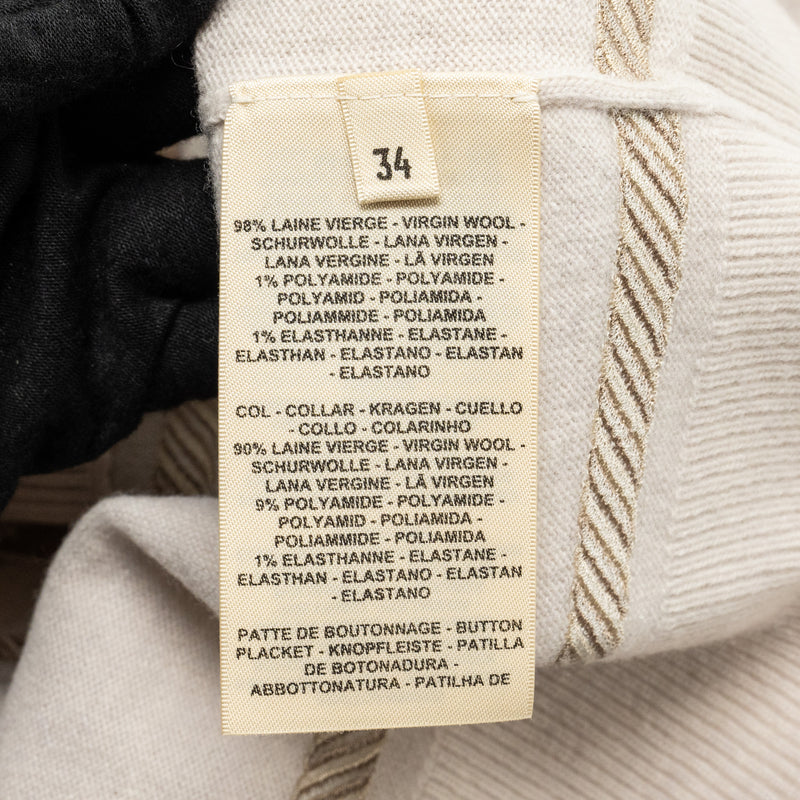 34
98% LAINE VIERGE - VIRGIN WOOL -
SCHURWOLLE - LANA VIRGEN -
LANA VERGINE - LÃ VIRGEN
1% POLYAMIDE - POLYAMIDE -
POLYAMID - POLIAMIDA -
POLIAMMIDE - POLIAMIDA
1% ELASTHANNE - ELASTANE -
ELASTHAN - ELASTANO - ELASTAN
- ELASTANO
COL - COLLAR - KRAGEN - CUELLO
- COLLO - COLARINHO
90% LAINE VIERGE - VIRGIN WOOL -
SCHURWOLLE - LANA VIRGEN -
LANA VERGINE - LÃ VIRGEN
9% POLYAMIDE - POLYAMIDE -
POLYAMID - POLIAMIDA -
POLIAMMIDE - POLIAMIDA
1% ELASTHANNE - ELASTANE -
ELASTHAN - ELASTANO - ELASTAN
- ELASTANO
PATTE DE BOUTONNAGE - BUTTON
PLACKET - KNOPFLEISTE - PATILLA
DE BOTONADURA -
ABBOTTONATURA - PATILHA DE